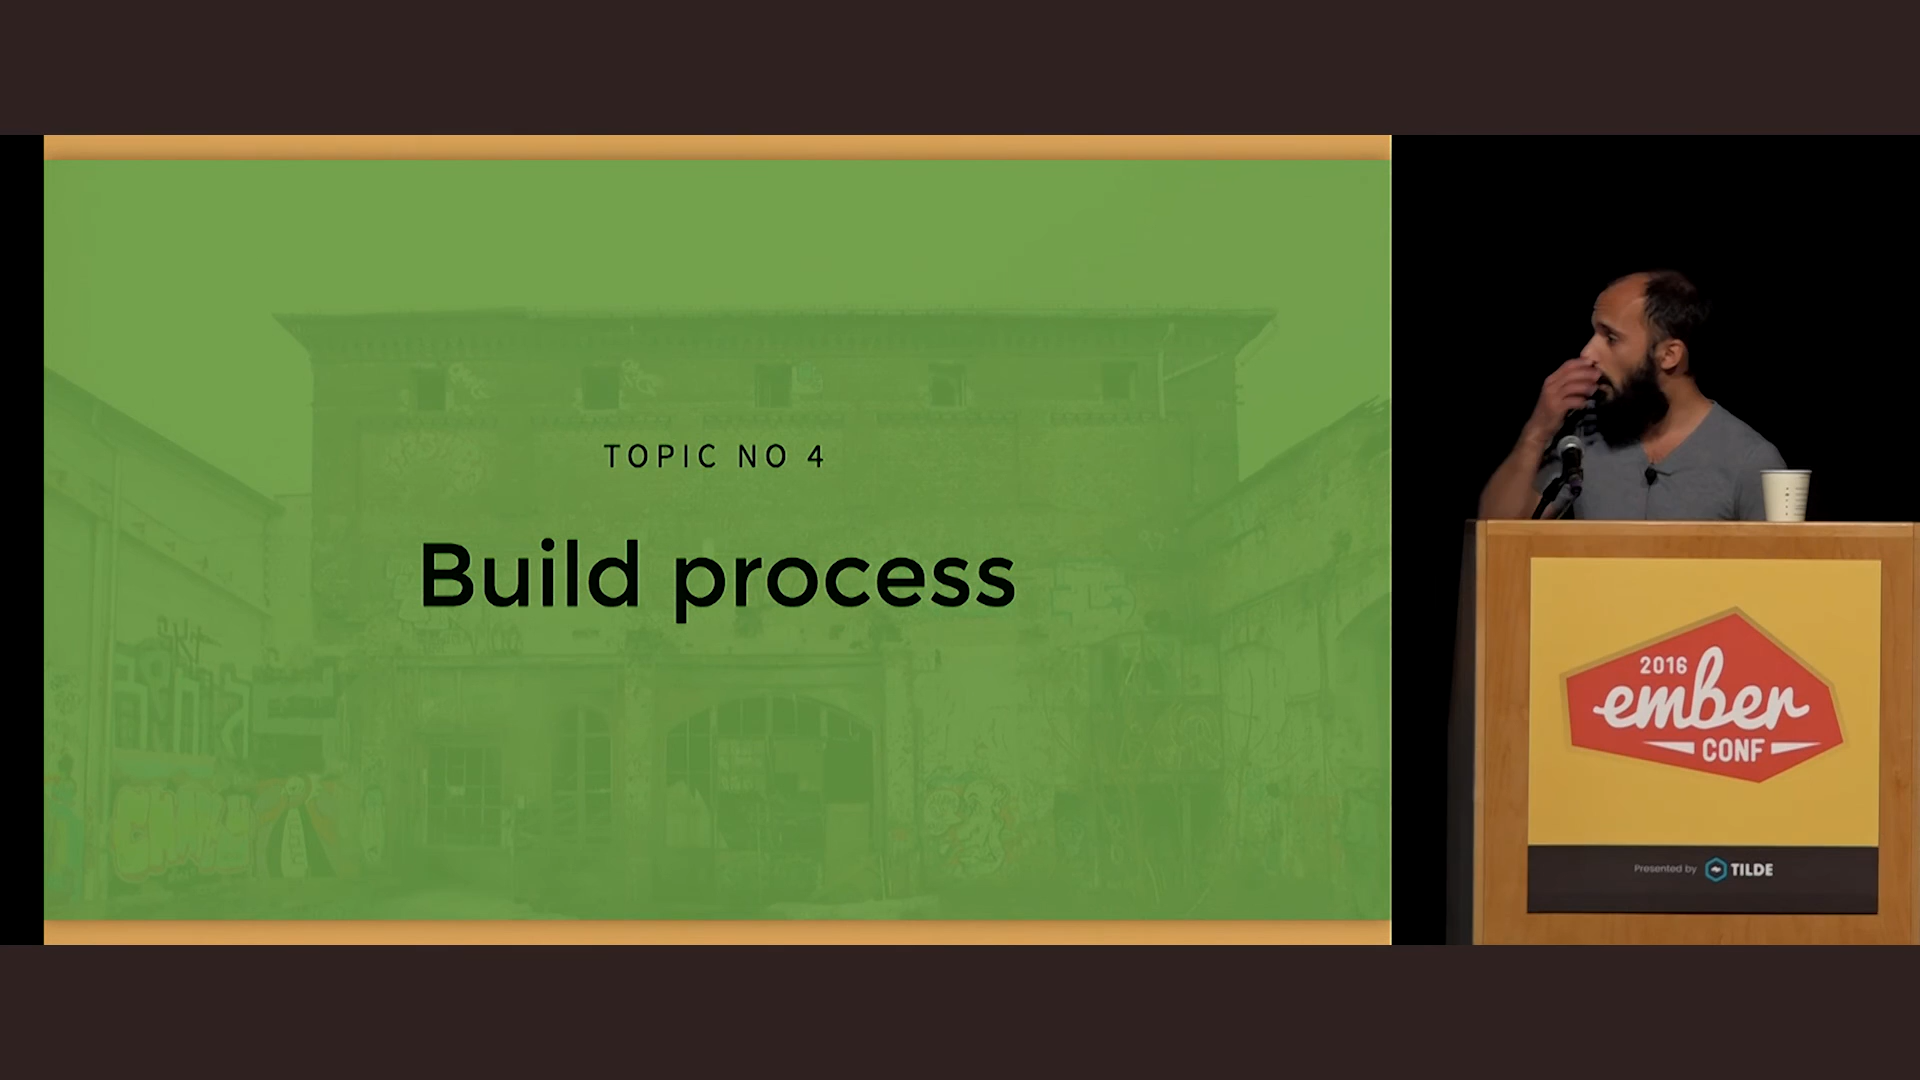 TOPIC NO 4
Build process
2016
ember
CONF
Presented by TILDE